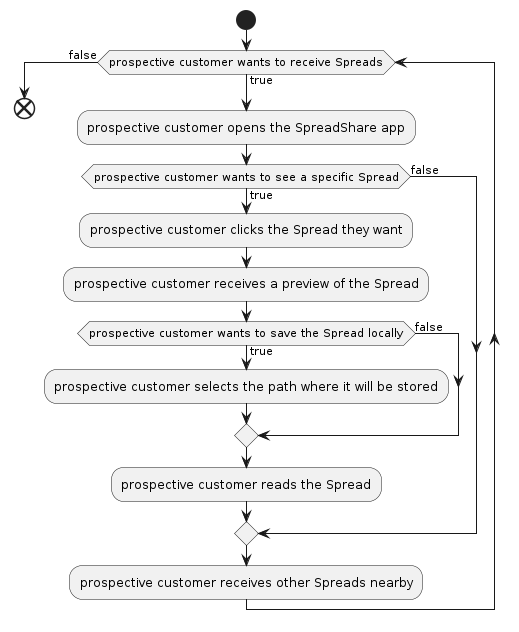 false
prospective customer wants to receive Spreads
true
prospective customer opens the SpreadShare app
prospective customer wants to see a specific Spread
false
true
prospective customer clicks the Spread they want
prospective customer receives a preview of the Spread
prospective customer wants to save the Spread locally
false
true
prospective customer selects the path where it will be stored
prospective customer reads the Spread
prospective customer receives other Spreads nearby